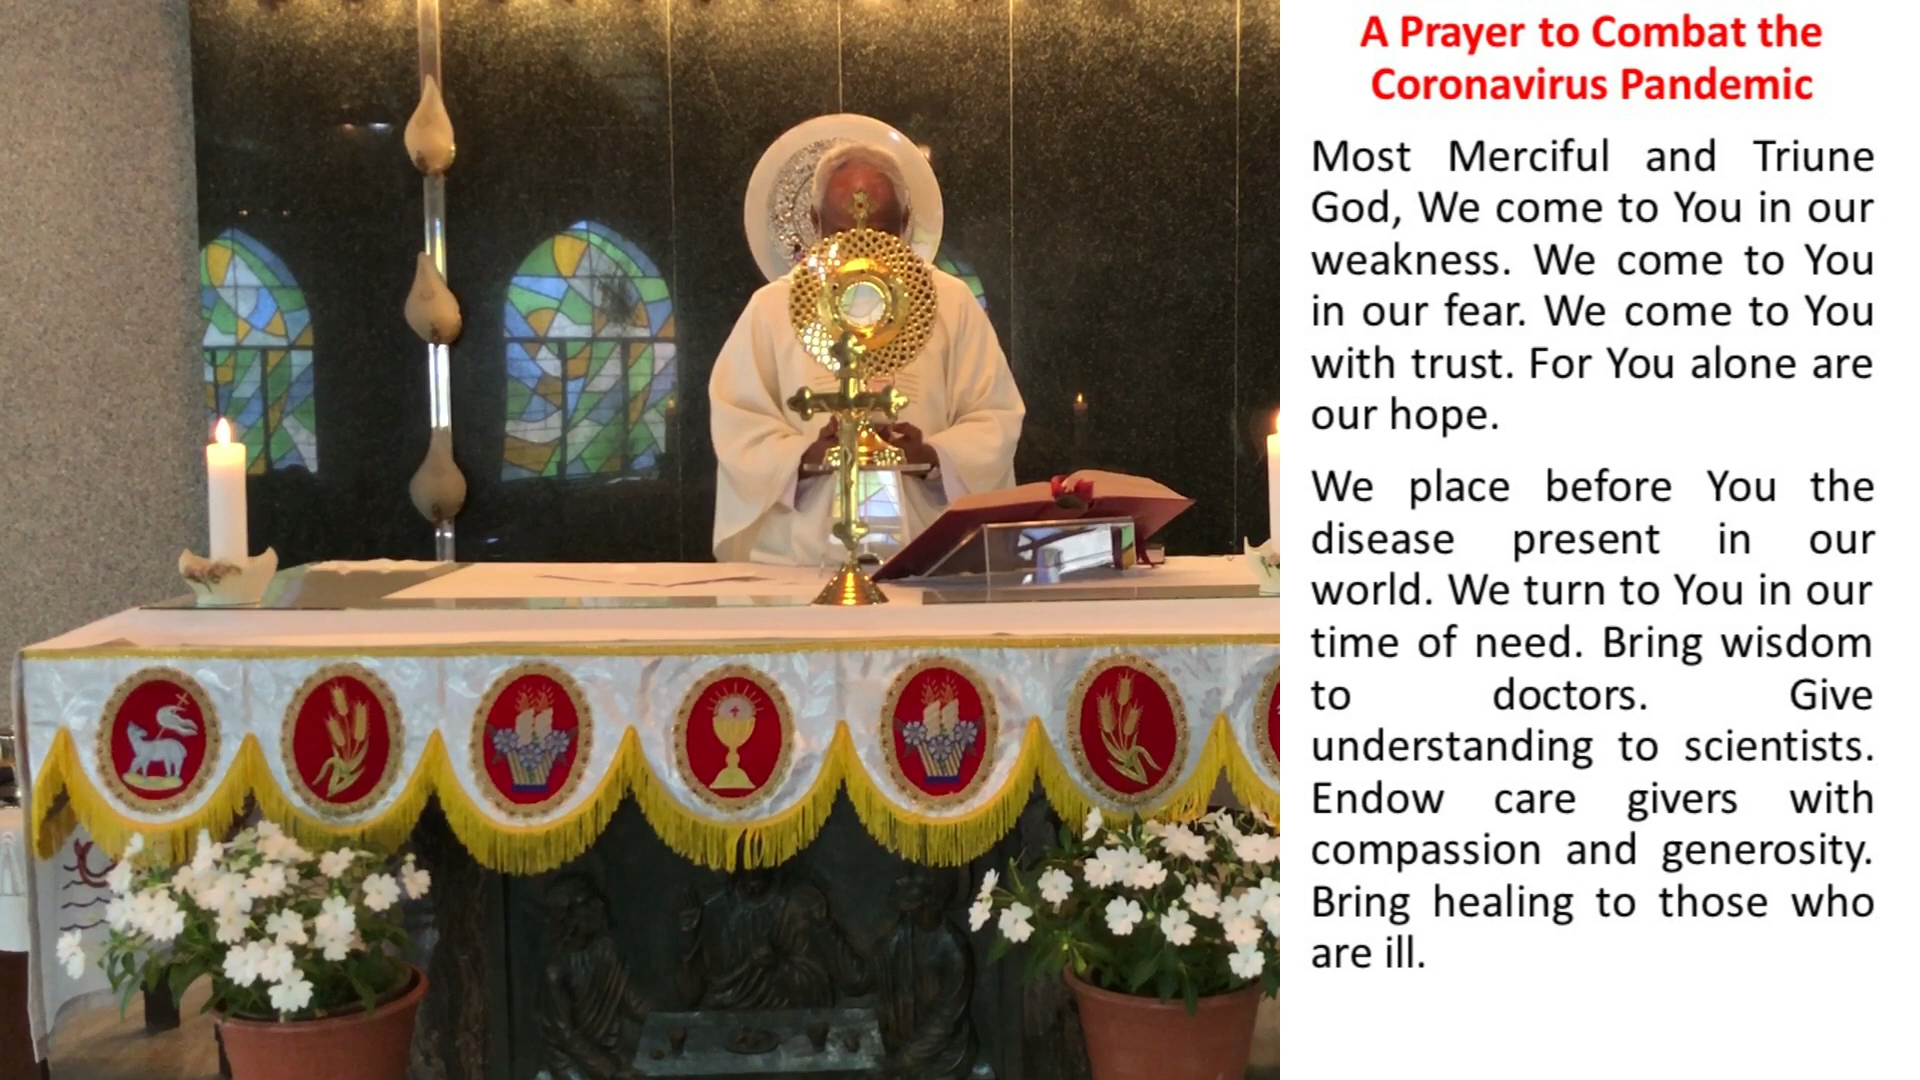 A Prayer to Combat the
Coronavirus Pandemic
Most Merciful and Triune
God, We come to You in our
weakness. We come to You
in our fear. We come to You
with trust. For You alone are
our hope.
We place before You the
disease present in our
world. We turn to You in our
time of need. Bring wisdom
to doctors. Give
understanding to scientists.
Endow care givers with
compassion and generosity.
Bring healing to those who
are ill.